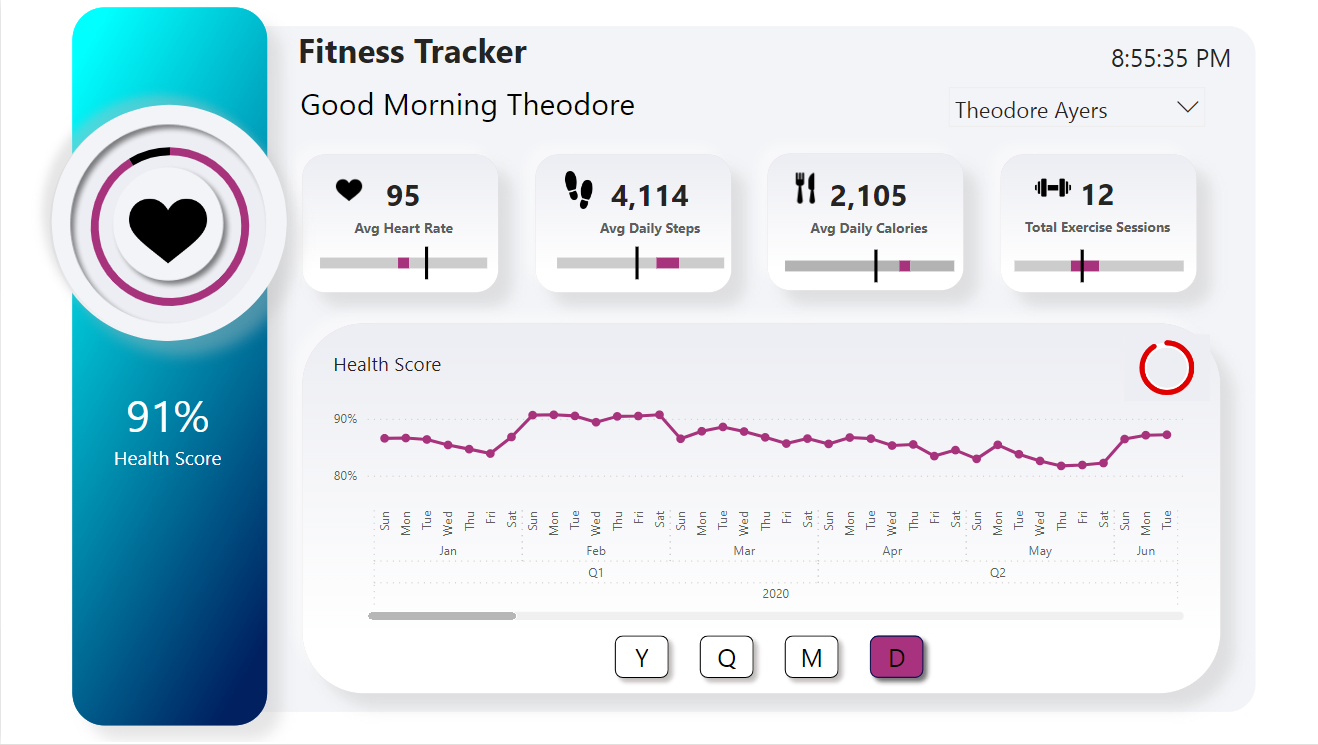 Fitness Tracker
8:55:35 PM
Good Morning Theodore
Theodore Ayers
95
Avg Heart Rate
4,114
Avg Daily Steps
2,105
Avg Daily Calories
12
Total Exercise Sessions
91%
Health Score
Health Score
90%
80%
Sun Mon Tue Wed Thu Fri Sat Sun Mon Tue Wed Thu Fri Sat Sun Mon Tue Wed Thu Fri Sat Sun Mon Tue Wed Thu Fri Sat Sun Mon Tue Wed Thu Fri Sat Sun Mon Tue
Jan Feb Mar Apr May Jun
Q1 Q2
2020
Y Q M D